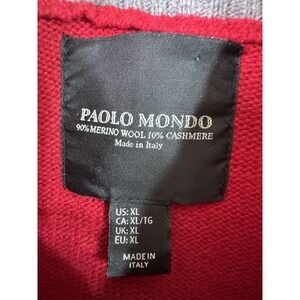 PAOLO MONDO
90% MERINO WOOL 10% CASHMERE
Made in Italy
US: XL
CA: XL/TG
UK: XL
EU: XL
MADE IN
ITALY